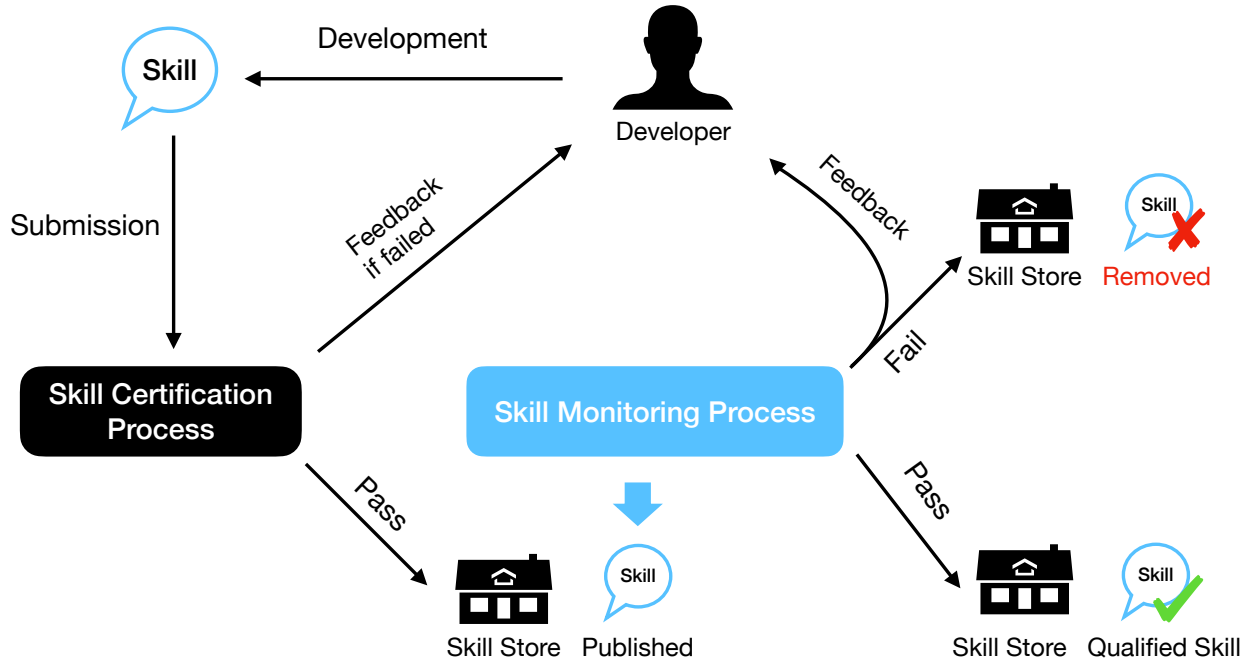 Skill
Development
Developer
Submission
Feedback
if failed
Feedback
Skill
Skill Store
Removed
Fail
Skill Certification
Process
Skill Monitoring Process
Pass
Pass
Skill
Skill Store
Published
Skill
Skill Store
Qualified Skill